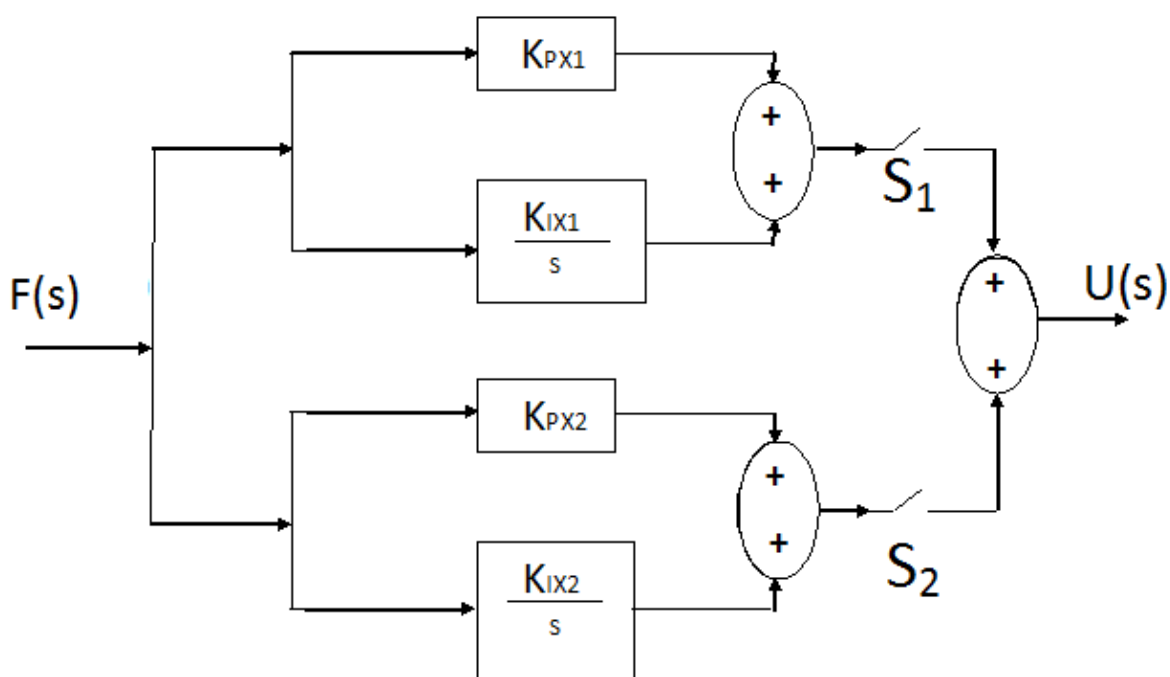 KPX1
+
+
S1
KIX1
s
F(s)
+
+
U(s)
KPX2
+
+
S2
KIX2
s